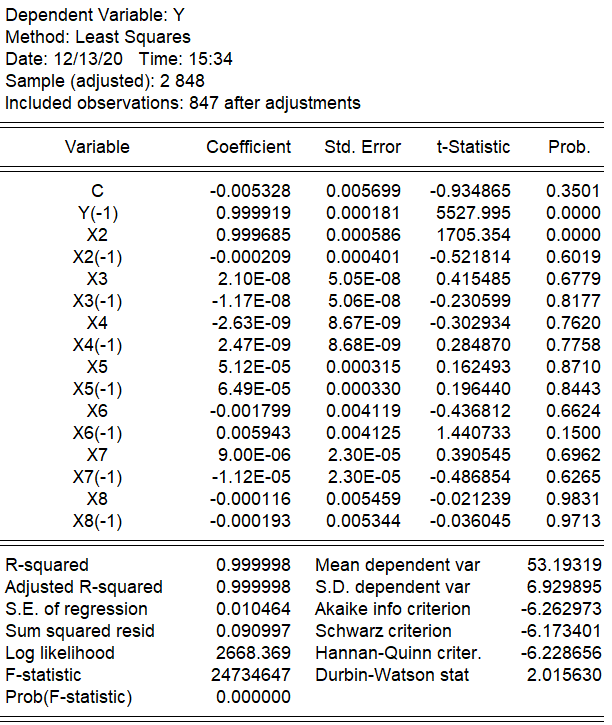 Dependent Variable: Y
Method: Least Squares
Date: 12/13/20 Time: 15:34
Sample (adjusted): 2 848
Included observations: 847 after adjustments
Variable Coefficient Std. Error t-Statistic Prob.
C -0.005328 0.005699 -0.934865 0.3501
Y(-1) 0.999919 0.000181 5527.995 0.0000
X2 0.999685 0.000586 1705.354 0.0000
X2(-1) -0.000209 0.000401 -0.521814 0.6019
X3 2.10E-08 5.05E-08 0.415485 0.6779
X3(-1) -1.17E-08 5.06E-08 -0.230599 0.8177
X4 -2.63E-09 8.67E-09 -0.302934 0.7620
X4(-1) 2.47E-09 8.68E-09 0.284870 0.7758
X5 5.12E-05 0.000315 0.162493 0.8710
X5(-1) 6.49E-05 0.000330 0.196440 0.8443
X6 -0.001799 0.004119 -0.436812 0.6624
X6(-1) 0.005943 0.004125 1.440733 0.1500
X7 9.00E-06 2.30E-05 0.390545 0.6962
X7(-1) -1.12E-05 2.30E-05 -0.486854 0.6265
X8 -0.000116 0.005459 -0.021239 0.9831
X8(-1) -0.000193 0.005344 -0.036045 0.9713
R-squared 0.999998 Mean dependent var 53.19319
Adjusted R-squared 0.999998 S.D. dependent var 6.929895
S.E. of regression 0.010464 Akaike info criterion -6.262973
Sum squared resid 0.090997 Schwarz criterion -6.173401
Log likelihood 2668.369 Hannan-Quinn criter. -6.228656
F-statistic 24734647 Durbin-Watson stat 2.015630
Prob(F-statistic) 0.000000